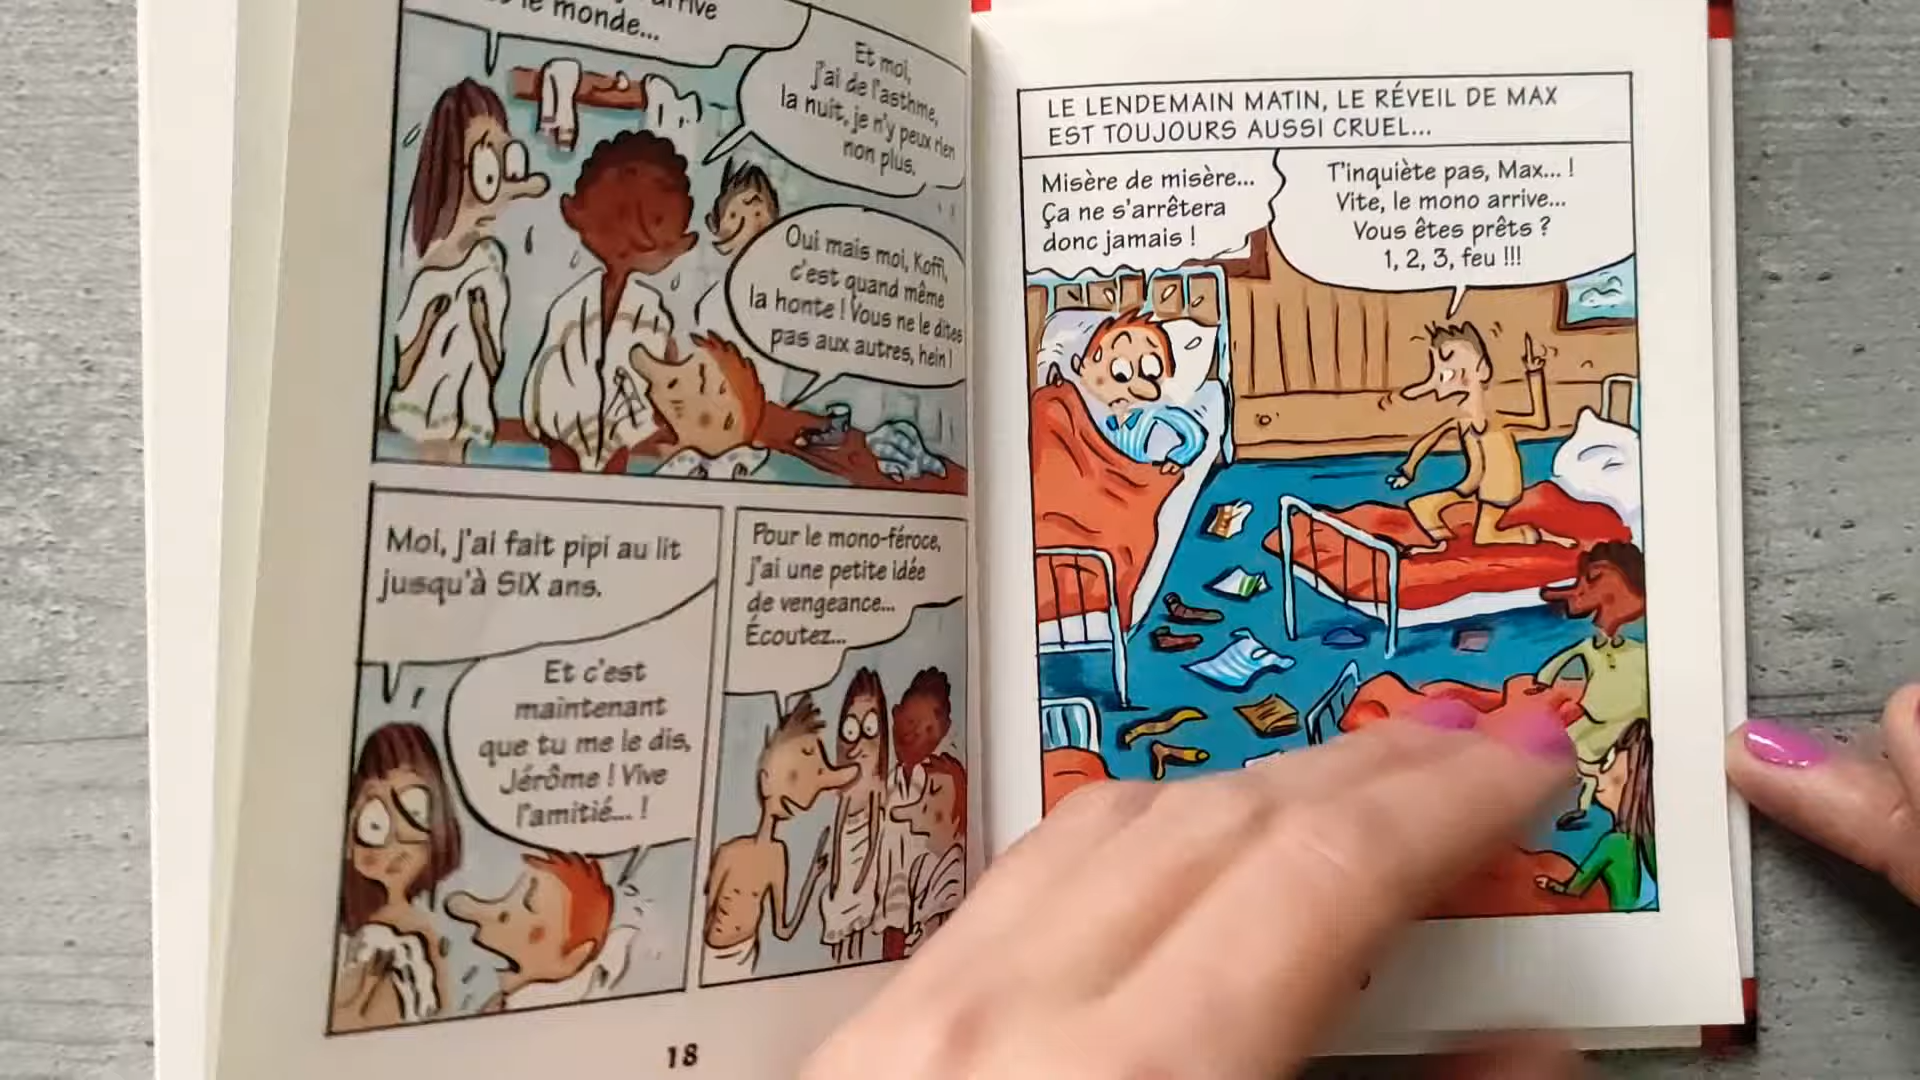 le monde...
Et moi,
j'ai de l'asthme,
la nuit, je n'y peux rien
non plus.
Oui mais moi, Koffi,
c'est quand même
la honte ! Vous ne le dites
pas aux autres, hein !
Moi, j'ai fait pipi au lit
jusqu'à SIX ans.
Et c'est
maintenant
que tu me le dis,
Jérôme ! Vive
l'amitié... !
Pour le mono-féroce,
j'ai une petite idée
de vengeance...
Écoutez...
18
LE LENDEMAIN MATIN, LE RÉVEIL DE MAX
EST TOUJOURS AUSSI CRUEL...
Misère de misère...
Ça ne s'arrêtera
donc jamais !
T'inquiète pas, Max... !
Vite, le mono arrive...
Vous êtes prêts ?
1, 2, 3, feu !!!